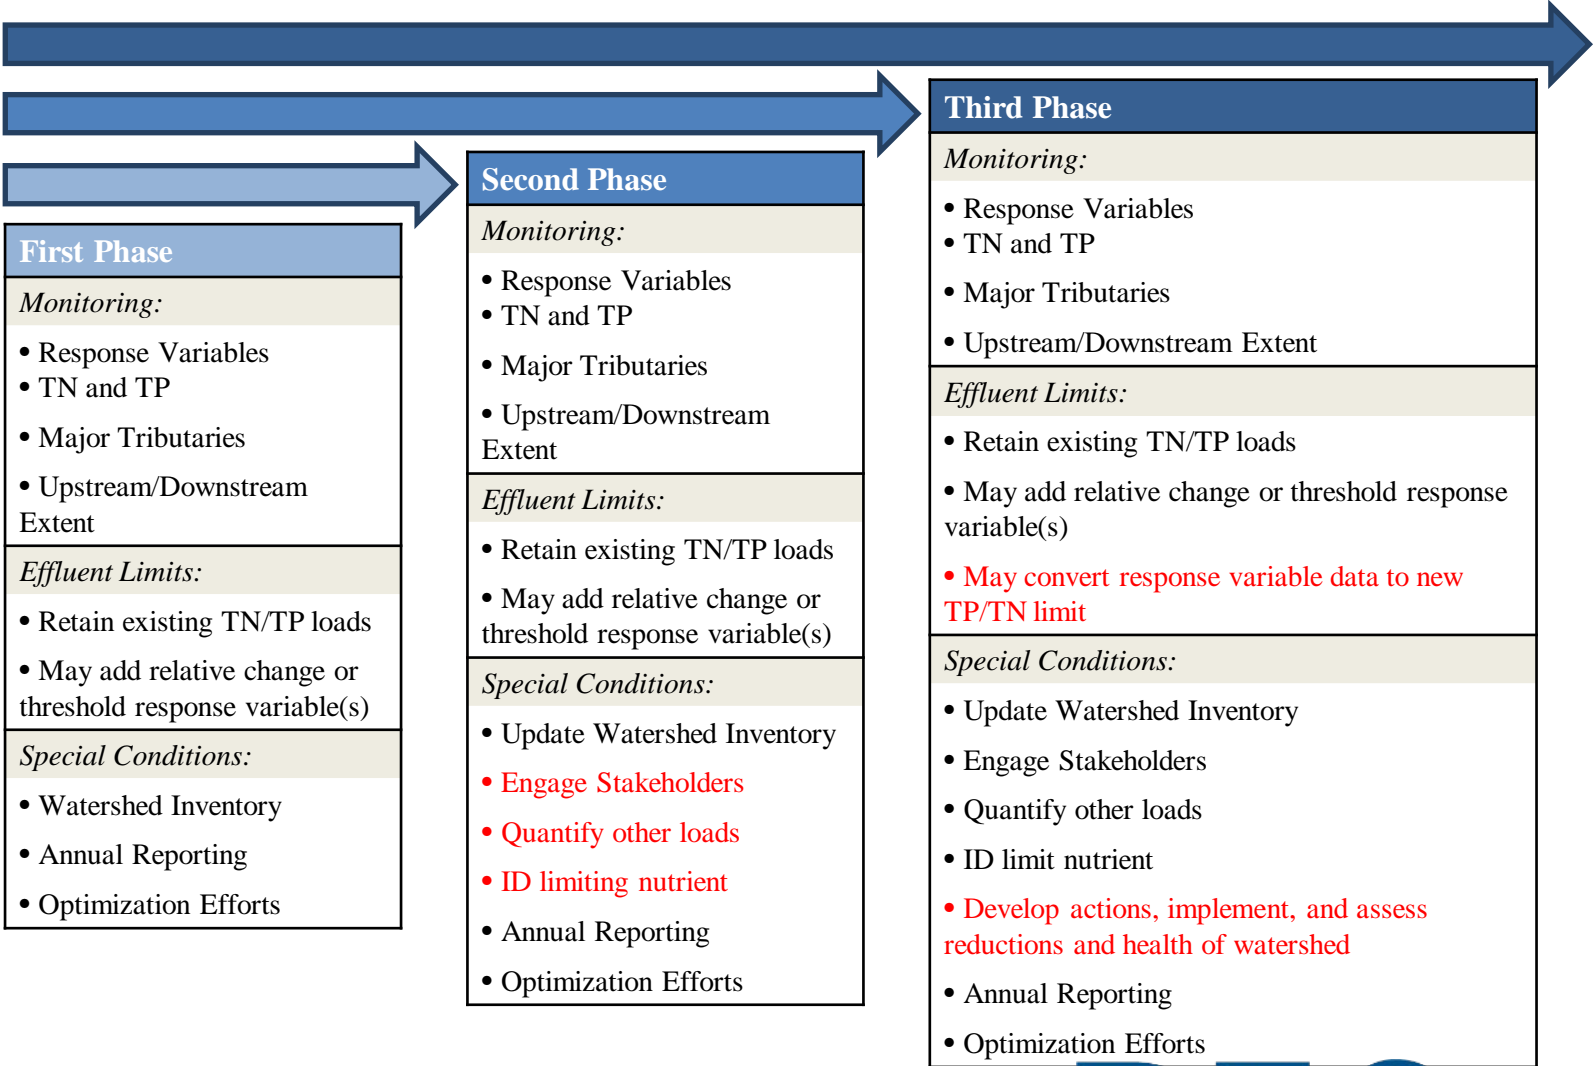 First Phase
Monitoring:
• Response Variables
• TN and TP
• Major Tributaries
• Upstream/Downstream
Extent
Effluent Limits:
• Retain existing TN/TP loads
• May add relative change or
threshold response variable(s)
Special Conditions:
• Watershed Inventory
• Annual Reporting
• Optimization Efforts
Second Phase
Monitoring:
• Response Variables
• TN and TP
• Major Tributaries
• Upstream/Downstream
Extent
Effluent Limits:
• Retain existing TN/TP loads
• May add relative change or
threshold response variable(s)
Special Conditions:
• Update Watershed Inventory
• Engage Stakeholders
• Quantify other loads
• ID limiting nutrient
• Annual Reporting
• Optimization Efforts
Third Phase
Monitoring:
• Response Variables
• TN and TP
• Major Tributaries
• Upstream/Downstream Extent
Effluent Limits:
• Retain existing TN/TP loads
• May add relative change or threshold response
variable(s)
• May convert response variable data to new
TP/TN limit
Special Conditions:
• Update Watershed Inventory
• Engage Stakeholders
• Quantify other loads
• ID limit nutrient
• Develop actions, implement, and assess
reductions and health of watershed
• Annual Reporting
• Optimization Efforts